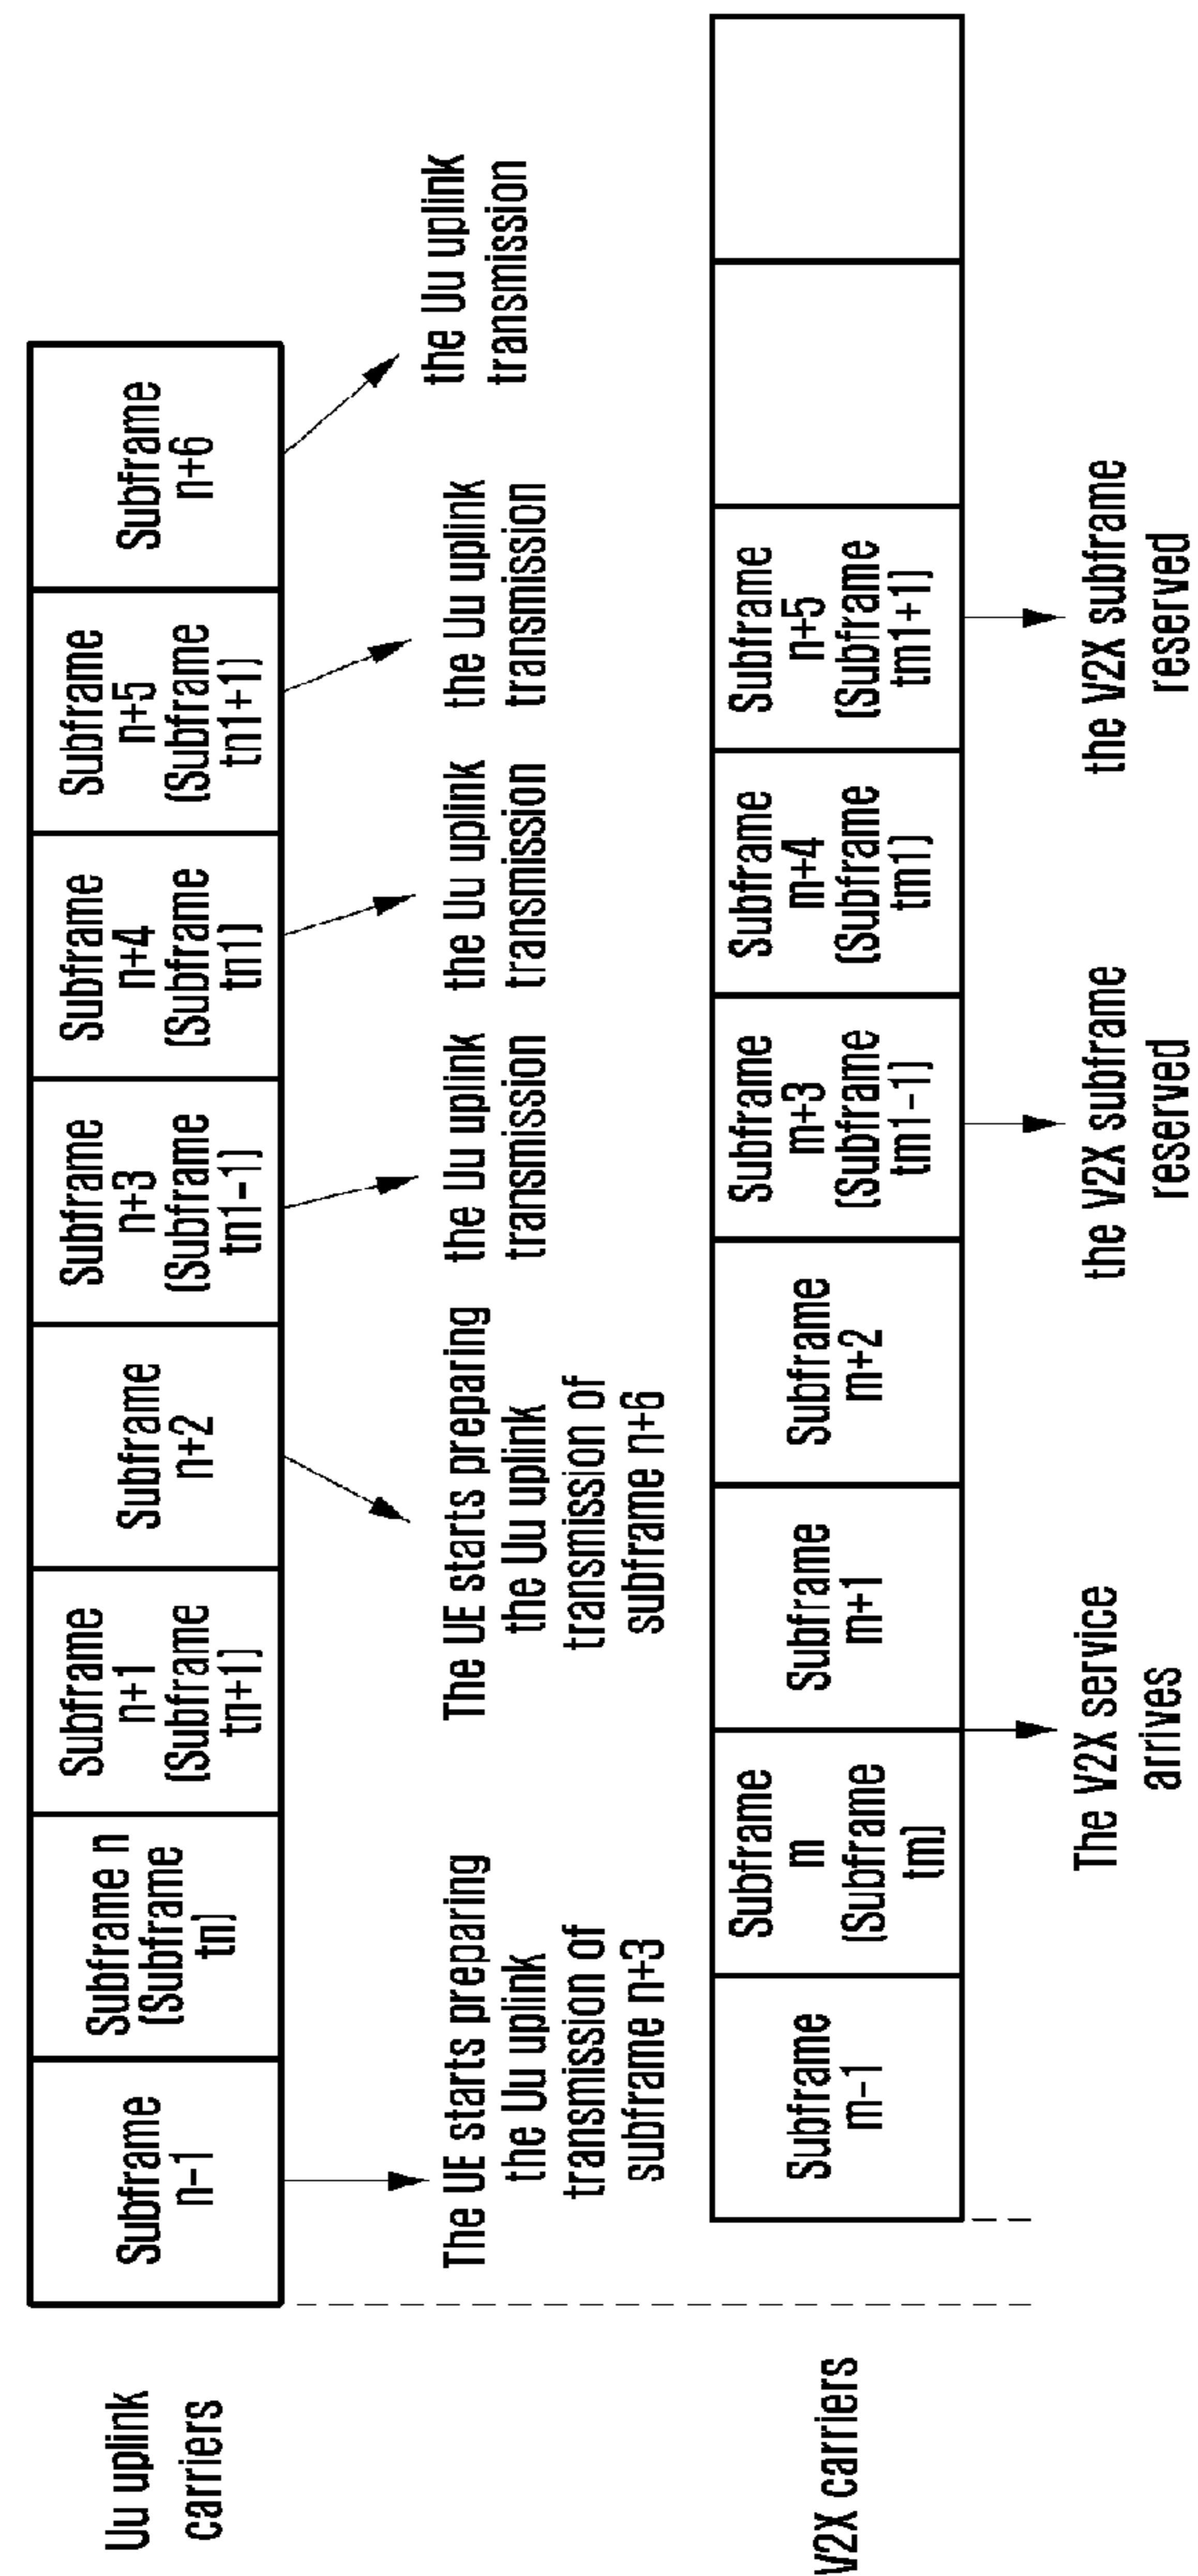 Uu uplink
carriers
Subframe
n-1
Subframe n
(Subframe
tn)
Subframe
n+1
(Subframe
tn+1)
Subframe
n+2
Subframe
n+3
(Subframe
tn1-1)
Subframe
n+4
(Subframe
tn1)
Subframe
n+5
(Subframe
tn1+1)
Subframe
n+6
The UE starts preparing
the Uu uplink
transmission of
subframe n+3
The UE starts preparing
the Uu uplink
transmission of
subframe n+6
the Uu uplink
transmission
the Uu uplink
transmission
the Uu uplink
transmission
the Uu uplink
transmission
V2X carriers
Subframe
m-1
Subframe
m
(Subframe
tm)
Subframe
m+1
Subframe
m+2
Subframe
m+3
(Subframe
tm1-1)
Subframe
m+4
(Subframe
tm1)
Subframe
n+5
(Subframe
tm1+1)
The V2X service
arrives
the V2X subframe
reserved
the V2X subframe
reserved